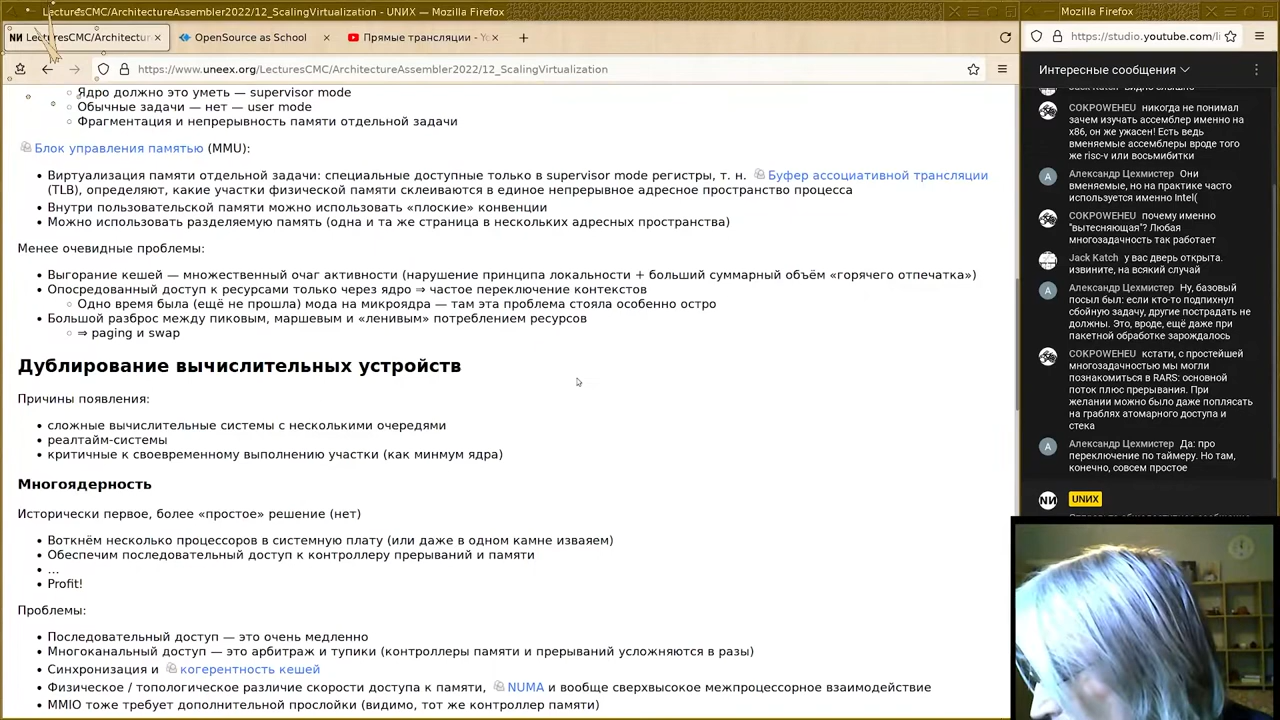 LecturesCMC/ArchitectureAssembler2022/12_ScalingVirtualization - UNИX — Mozilla Firefox
LecturesCMC/Architectur
OpenSource as School
Прямые трансляции - Yo
https://www.uneex.org/LecturesCMC/ArchitectureAssembler2022/12_ScalingVirtualization
Ядро должно это уметь — supervisor mode
Обычные задачи — нет — user mode
Фрагментация и непрерывность памяти отдельной задачи
Блок управления памятью (MMU):
Виртуализация памяти отдельной задачи: специальные доступные только в supervisor mode регистры, т. н. Буфер ассоциативной трансляции
(TLB), определяют, какие участки физической памяти склеиваются в единое непрерывное адресное пространство процесса
Внутри пользовательской памяти можно использовать «плоские» конвенции
Можно использовать разделяемую память (одна и та же страница в нескольких адресных пространства)
Менее очевидные проблемы:
Выгорание кешей — множественный очаг активности (нарушение принципа локальности + больший суммарный объём «горячего отпечатка»)
Опосредованный доступ к ресурсами только через ядро ⇒ частое переключение контекстов
Одно время была (ещё не прошла) мода на микроядра — там эта проблема стояла особенно остро
Большой разброс между пиковым, маршевым и «ленивым» потреблением ресурсов
⇒ paging и swap
Дублирование вычислительных устройств
Причины появления:
сложные вычислительные системы с несколькими очередями
реалтайм-системы
критичные к своевременному выполнению участки (как минмум ядра)
Многоядерность
Исторически первое, более «простое» решение (нет)
Воткнём несколько процессоров в системную плату (или даже в одном камне изваяем)
Обеспечим последовательный доступ к контроллеру прерываний и памяти
…
Profit!
Проблемы:
Последовательный доступ — это очень медленно
Многоканальный доступ — это арбитраж и тупики (контроллеры памяти и прерываний усложняются в разы)
Синхронизация и когерентность кешей
Физическое / топологическое различие скорости доступа к памяти, NUMA и вообще сверхвысокое межпроцессорное взаимодействие
MMIO тоже требует дополнительной прослойки (видимо, тот же контроллер памяти)
Mozilla Firefox
https://studio.youtube.com/li
Интересные сообщения
Jack Katch
COKPOWEHEU никогда не понимал
зачем изучать ассемблер именно на
x86, он же ужасен! Есть ведь
вменяемые ассемблеры вроде того
же risc-v или восьмибитки
Александр Цехмистер Они
вменяемые, но на практике часто
используется именно Intel(
COKPOWEHEU почему именно
"вытесняющая"? Любая
многозадачность так работает
Jack Katch у вас дверь открыта.
извините, на всякий случай
Александр Цехмистер Ну, базовый
посыл был: если кто-то подпихнул
сбойную задачу, другие пострадать не
должны. Это, вроде, ещё даже при
пакетной обработке зарождалось
COKPOWEHEU кстати, с простейшей
многозадачностью мы могли
познакомиться в RARS: основной
поток плюс прерывания. При
желании можно было даже поплясать
на граблях атомарного доступа и
стека
Александр Цехмистер Да: про
переключение по таймеру. Но там,
конечно, совсем простое
UNИX